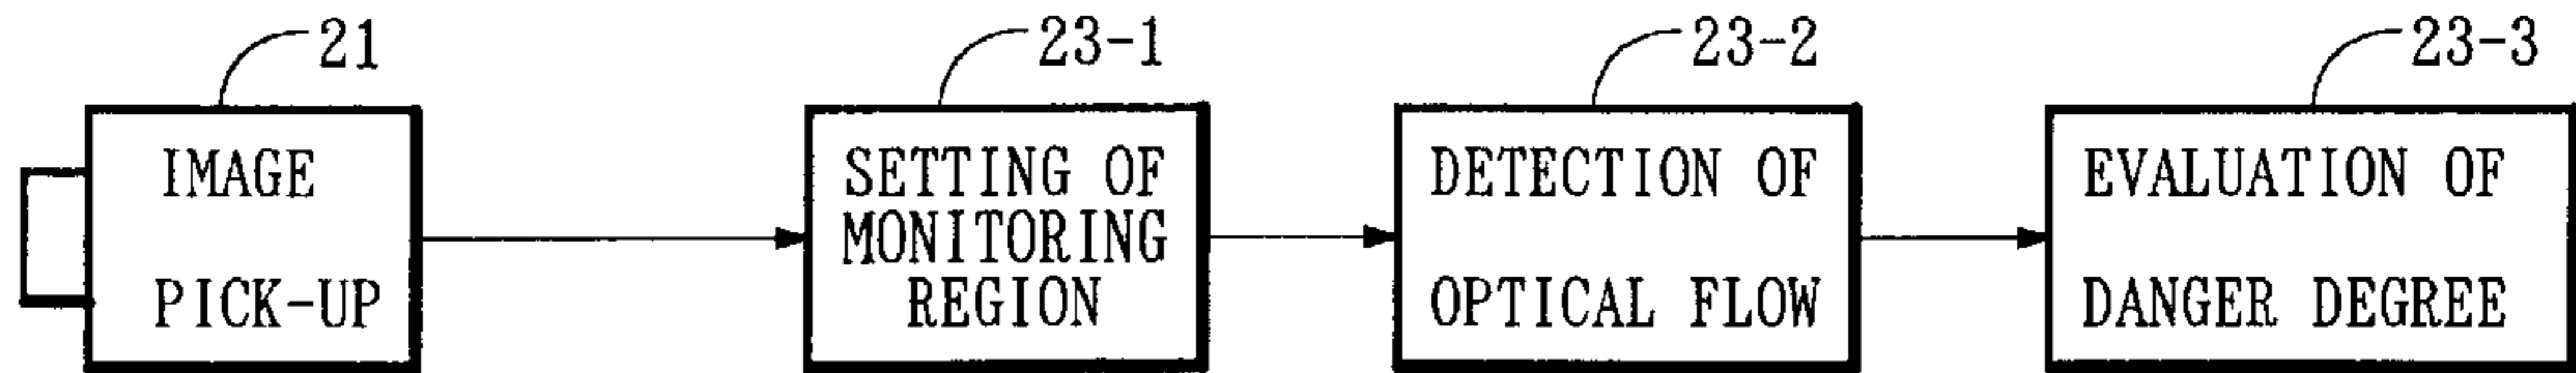 21
23-1
23-2
23-3
IMAGE
PICK-UP
SETTING OF
MONITORING
REGION
DETECTION OF
OPTICAL FLOW
EVALUATION OF
DANGER DEGREE